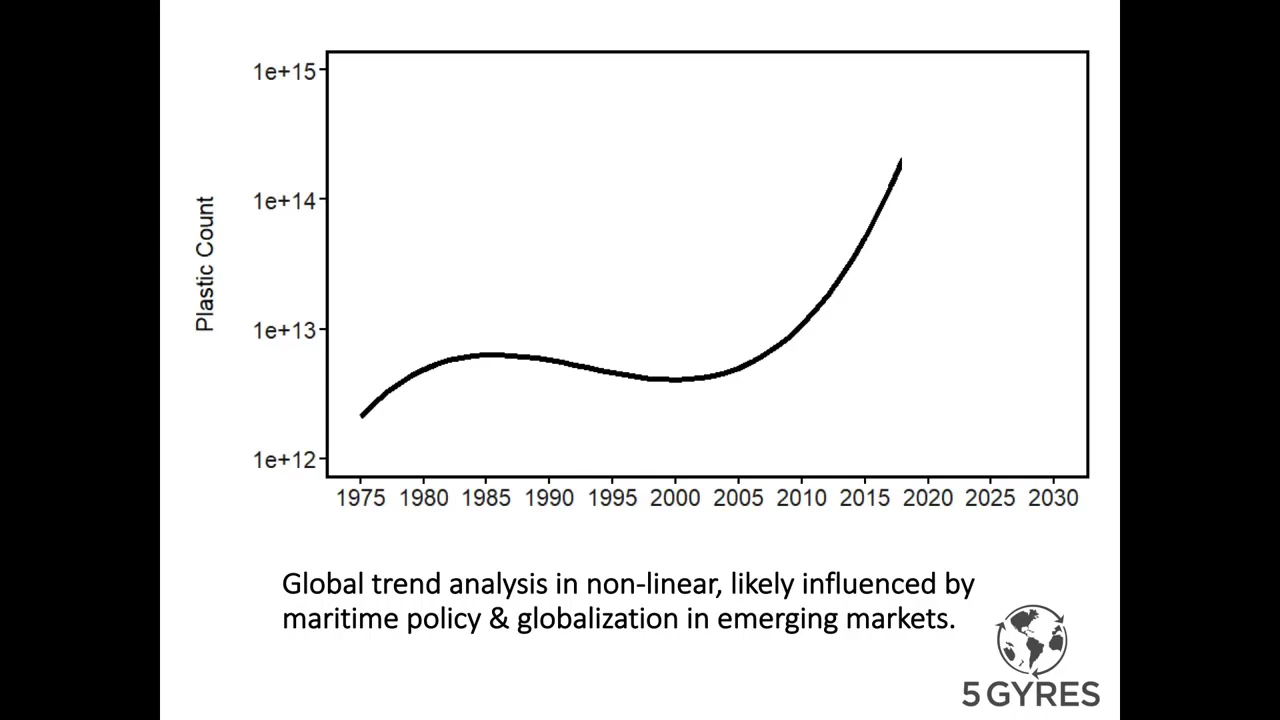 1e+15
1e+14
1e+13
1e+12
Plastic Count
1975 1980 1985 1990 1995 2000 2005 2010 2015 2020 2025 2030
Global trend analysis in non-linear, likely influenced by
maritime policy & globalization in emerging markets.
5 GYRES